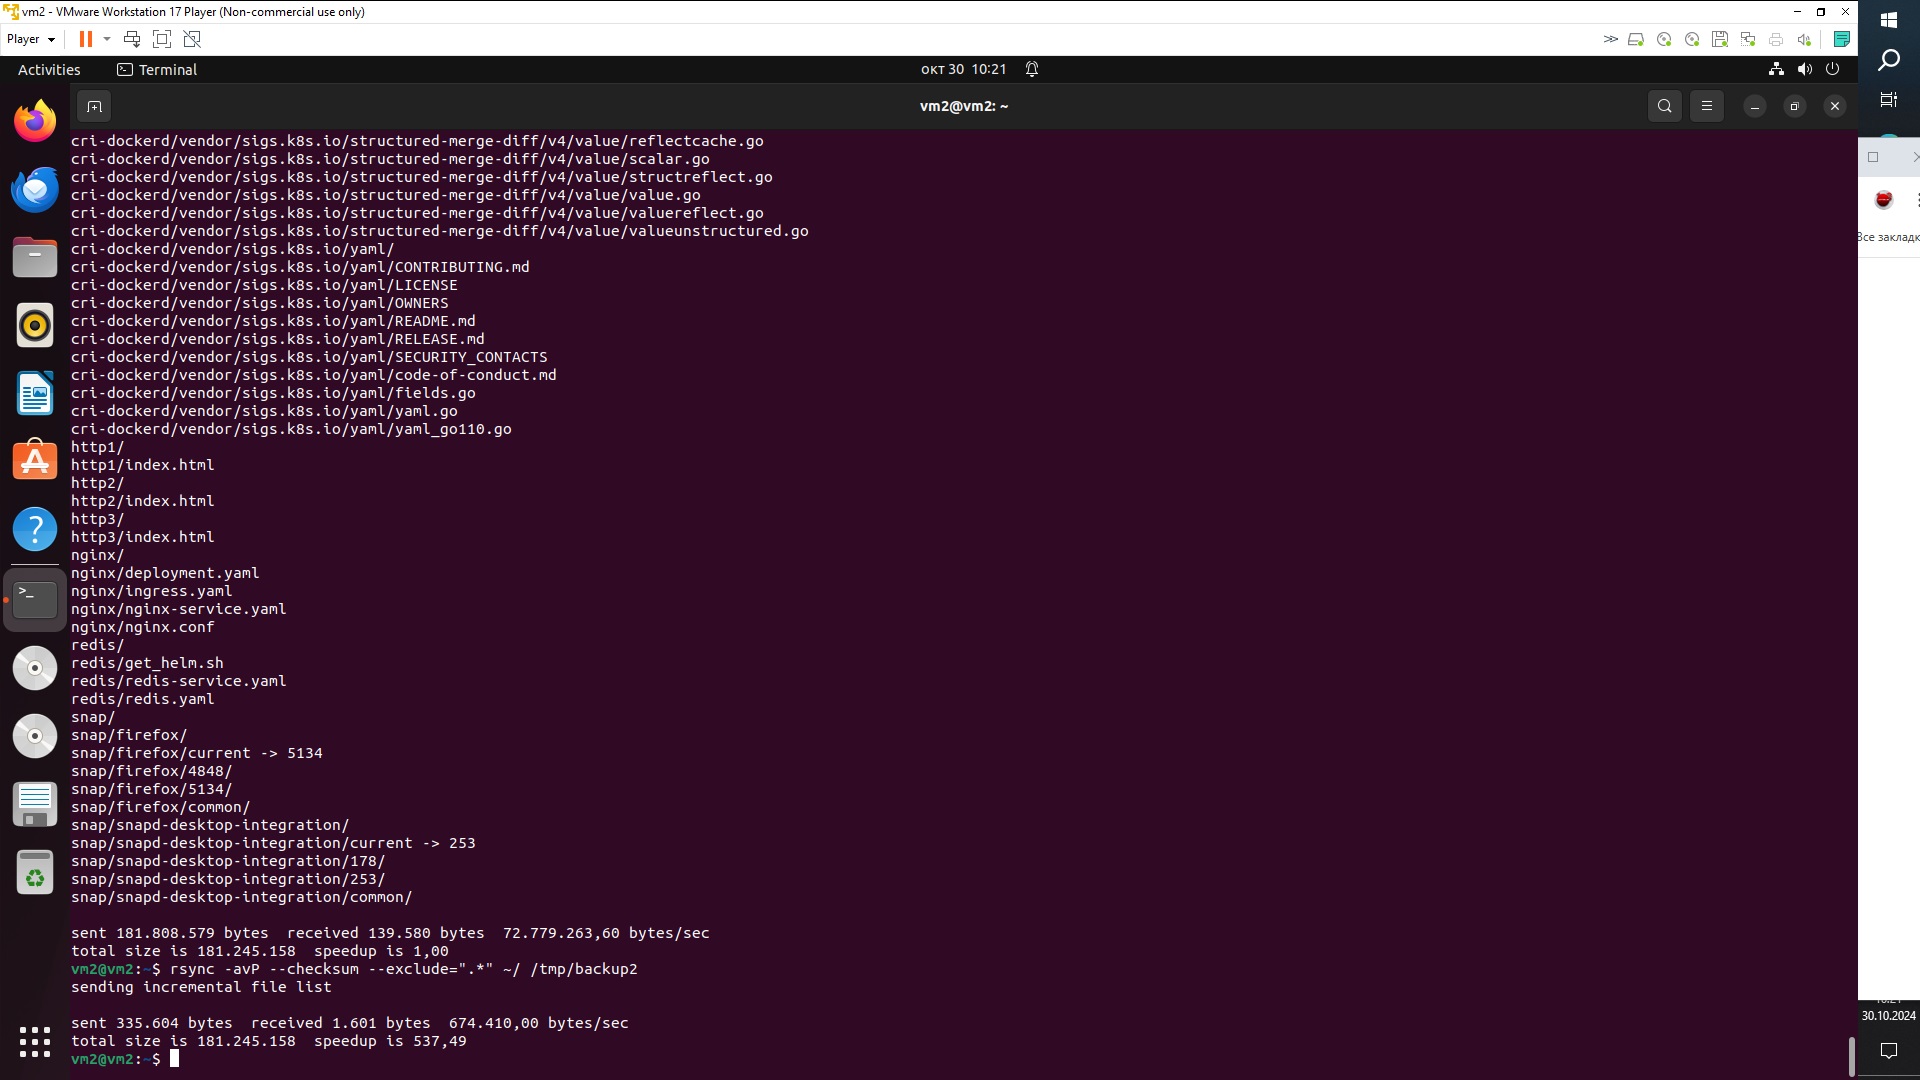 vm2 - VMware Workstation 17 Player (Non-commercial use only)
Player
Activities
Terminal
окт 30 10:21
vm2@vm2: ~
cri-dockerd/vendor/sigs.k8s.io/structured-merge-diff/v4/value/reflectcache.go
cri-dockerd/vendor/sigs.k8s.io/structured-merge-diff/v4/value/scalar.go
cri-dockerd/vendor/sigs.k8s.io/structured-merge-diff/v4/value/structreflect.go
cri-dockerd/vendor/sigs.k8s.io/structured-merge-diff/v4/value/value.go
cri-dockerd/vendor/sigs.k8s.io/structured-merge-diff/v4/value/valuereflect.go
cri-dockerd/vendor/sigs.k8s.io/structured-merge-diff/v4/value/valueunstructured.go
cri-dockerd/vendor/sigs.k8s.io/yaml/
cri-dockerd/vendor/sigs.k8s.io/yaml/CONTRIBUTING.md
cri-dockerd/vendor/sigs.k8s.io/yaml/LICENSE
cri-dockerd/vendor/sigs.k8s.io/yaml/OWNERS
cri-dockerd/vendor/sigs.k8s.io/yaml/README.md
cri-dockerd/vendor/sigs.k8s.io/yaml/RELEASE.md
cri-dockerd/vendor/sigs.k8s.io/yaml/SECURITY_CONTACTS
cri-dockerd/vendor/sigs.k8s.io/yaml/code-of-conduct.md
cri-dockerd/vendor/sigs.k8s.io/yaml/fields.go
cri-dockerd/vendor/sigs.k8s.io/yaml/yaml.go
cri-dockerd/vendor/sigs.k8s.io/yaml/yaml_go110.go
http1/
http1/index.html
http2/
http2/index.html
http3/
http3/index.html
nginx/
nginx/deployment.yaml
nginx/ingress.yaml
nginx/nginx-service.yaml
nginx/nginx.conf
redis/
redis/get_helm.sh
redis/redis-service.yaml
redis/redis.yaml
snap/
snap/firefox/
snap/firefox/current -> 5134
snap/firefox/4848/
snap/firefox/5134/
snap/firefox/common/
snap/snapd-desktop-integration/
snap/snapd-desktop-integration/current -> 253
snap/snapd-desktop-integration/178/
snap/snapd-desktop-integration/253/
snap/snapd-desktop-integration/common/
sent 181.808.579 bytes  received 139.580 bytes  72.779.263,60 bytes/sec
total size is 181.245.158  speedup is 1,00
vm2@vm2:~$ rsync -avP --checksum --exclude=".*" ~/ /tmp/backup2
sending incremental file list
sent 335.604 bytes  received 1.601 bytes  674.410,00 bytes/sec
total size is 181.245.158  speedup is 537,49
vm2@vm2:~$
Все закладк
30.10.2024